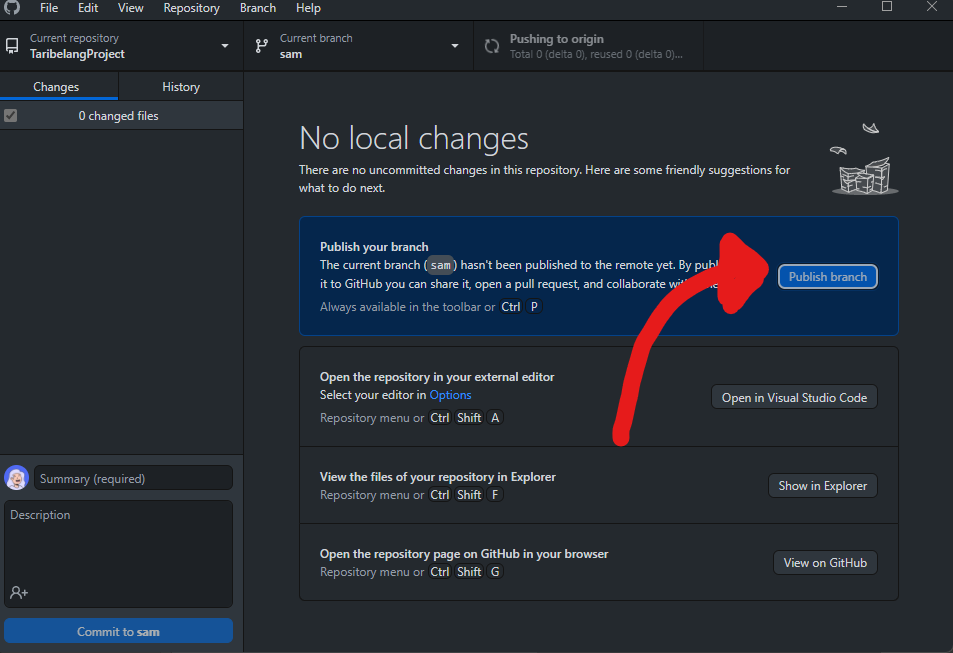 File Edit View Repository Branch Help
Current repository
TaribelangProject
Current branch
sam
Pushing to origin
Total 0 (delta 0), reused 0 (delta 0)...
Changes
History
0 changed files
No local changes
There are no uncommitted changes in this repository. Here are some friendly suggestions for
what to do next.
Publish your branch
The current branch (sam) hasn't been published to the remote yet. By
it to GitHub you can share it, open a pull request, and collaborate
Always available in the toolbar or Ctrl P
Publish branch
Open the repository in your external editor
Select your editor in Options
Repository menu or Ctrl Shift A
Open in Visual Studio Code
View the files of your repository in Explorer
Repository menu or Ctrl Shift F
Show in Explorer
Open the repository page on GitHub in your browser
Repository menu or Ctrl Shift G
View on GitHub
Summary (required)
Description
Commit to sam